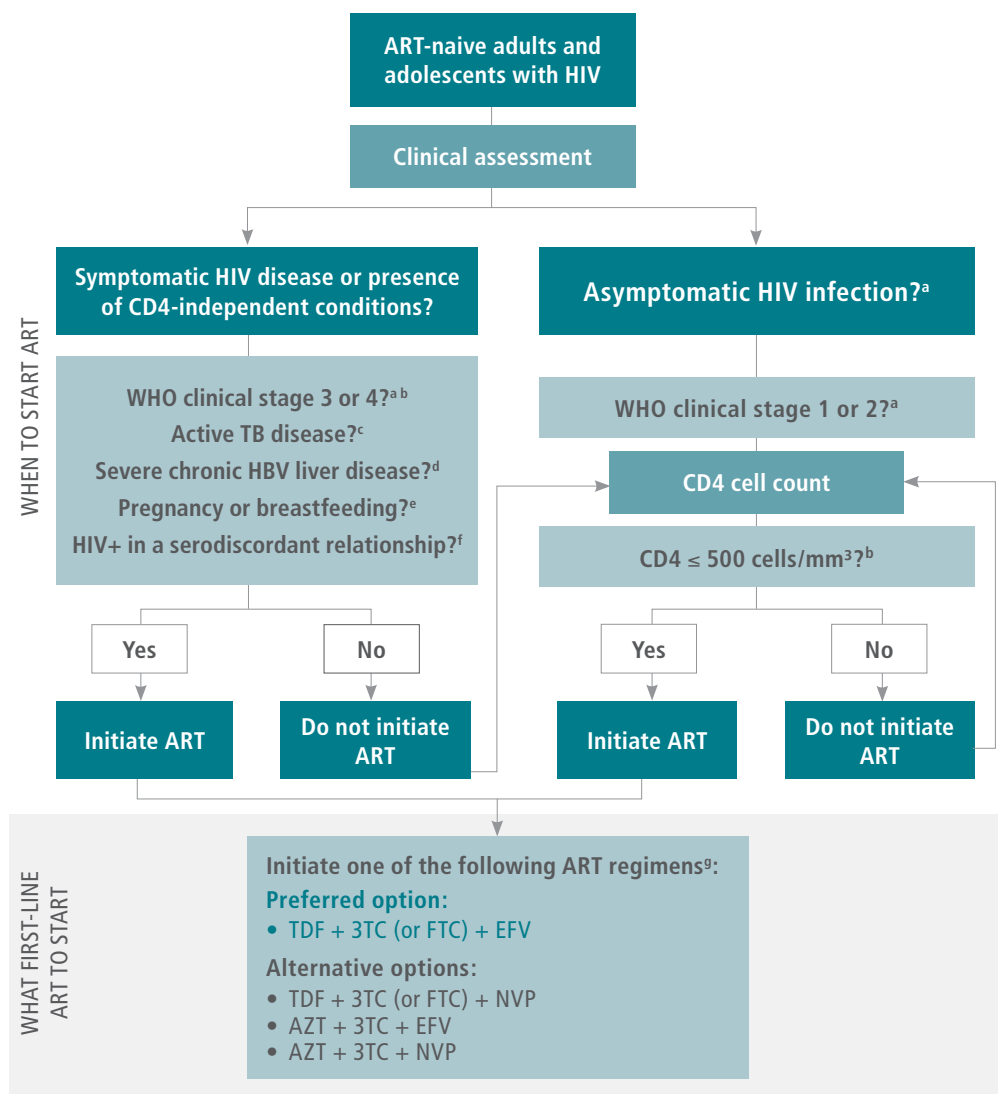 ART-naive adults and
adolescents with HIV
Clinical assessment
WHEN TO START ART
Symptomatic HIV disease or presence
of CD4-independent conditions?
WHO clinical stage 3 or 4?ᵃ ᵇ
Active TB disease?ᶜ
Severe chronic HBV liver disease?ᵈ
Pregnancy or breastfeeding?ᵉ
HIV+ in a serodiscordant relationship?ᶠ
Yes
No
Initiate ART
Do not initiate
ART
Asymptomatic HIV infection?ᵃ
WHO clinical stage 1 or 2?ᵃ
CD4 cell count
CD4 ≤ 500 cells/mm³?ᵇ
Yes
No
Initiate ART
Do not initiate
ART
WHAT FIRST-LINE
ART TO START
Initiate one of the following ART regimensᵍ:
Preferred option:
• TDF + 3TC (or FTC) + EFV
Alternative options:
• TDF + 3TC (or FTC) + NVP
• AZT + 3TC + EFV
• AZT + 3TC + NVP